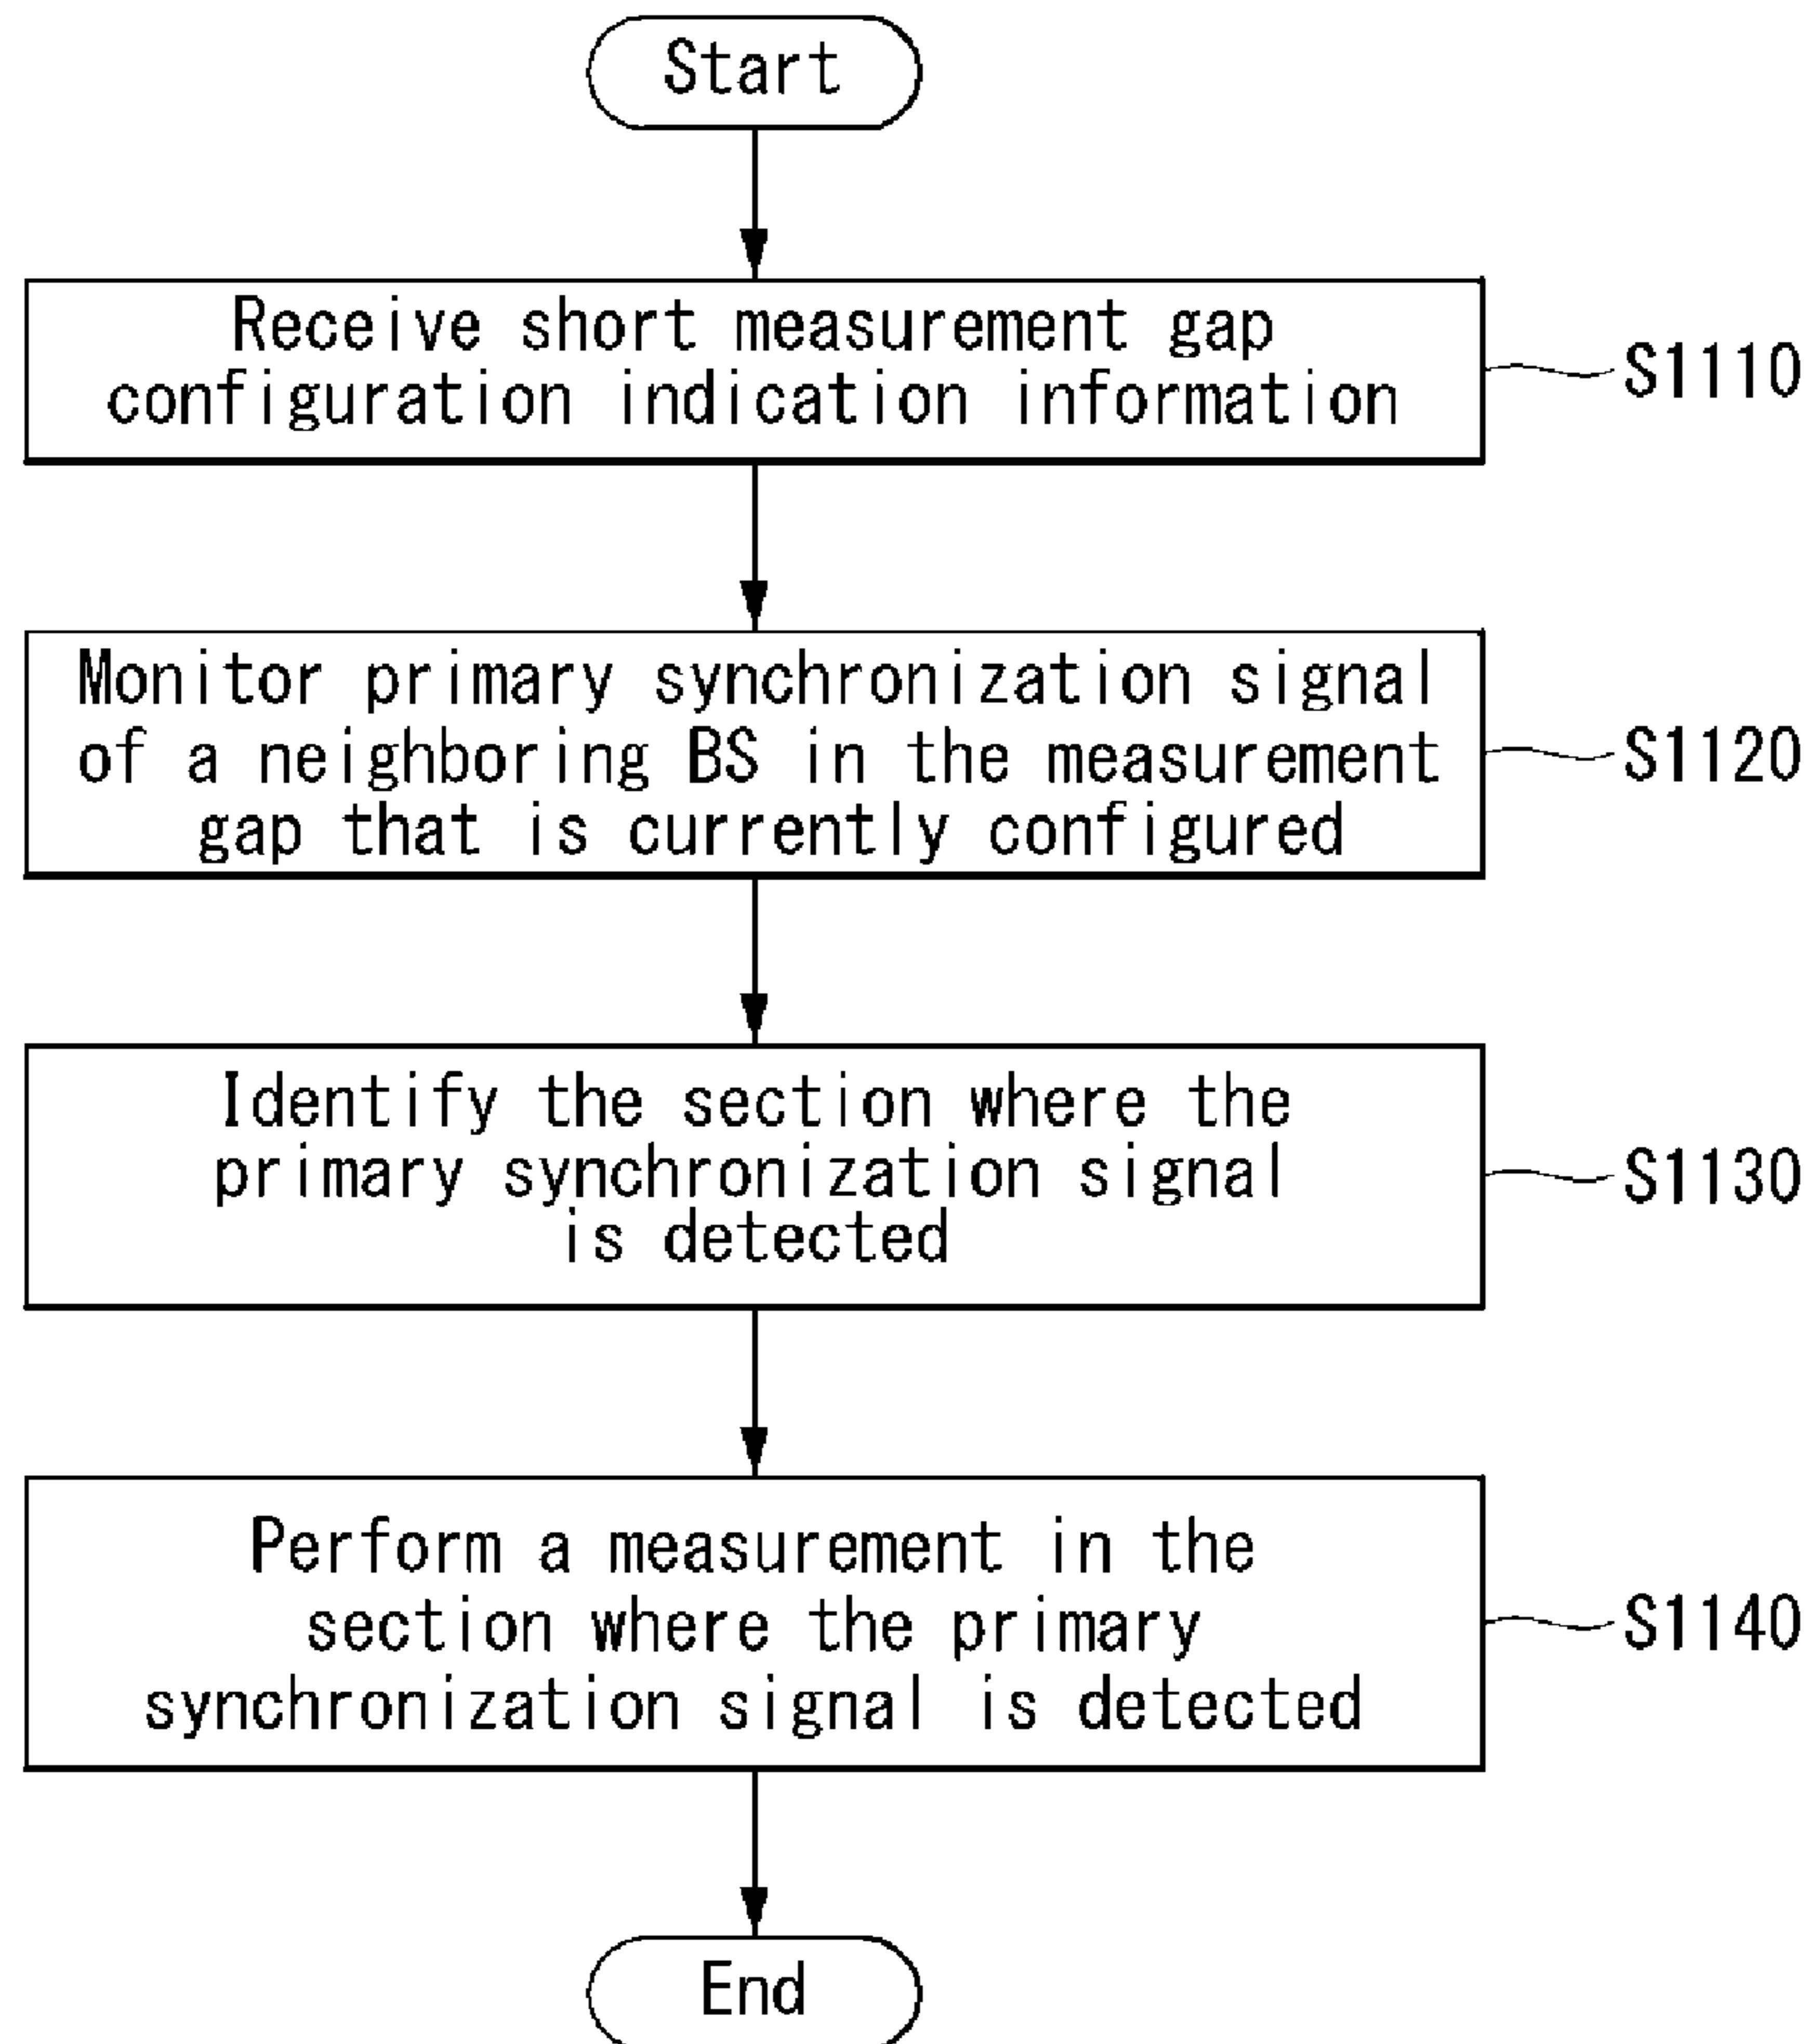 Start
Receive short measurement gap
configuration indication information
S1110
Monitor primary synchronization signal
of a neighboring BS in the measurement
gap that is currently configured
S1120
Identify the section where the
primary synchronization signal
is detected
S1130
Perform a measurement in the
section where the primary
synchronization signal is detected
S1140
End